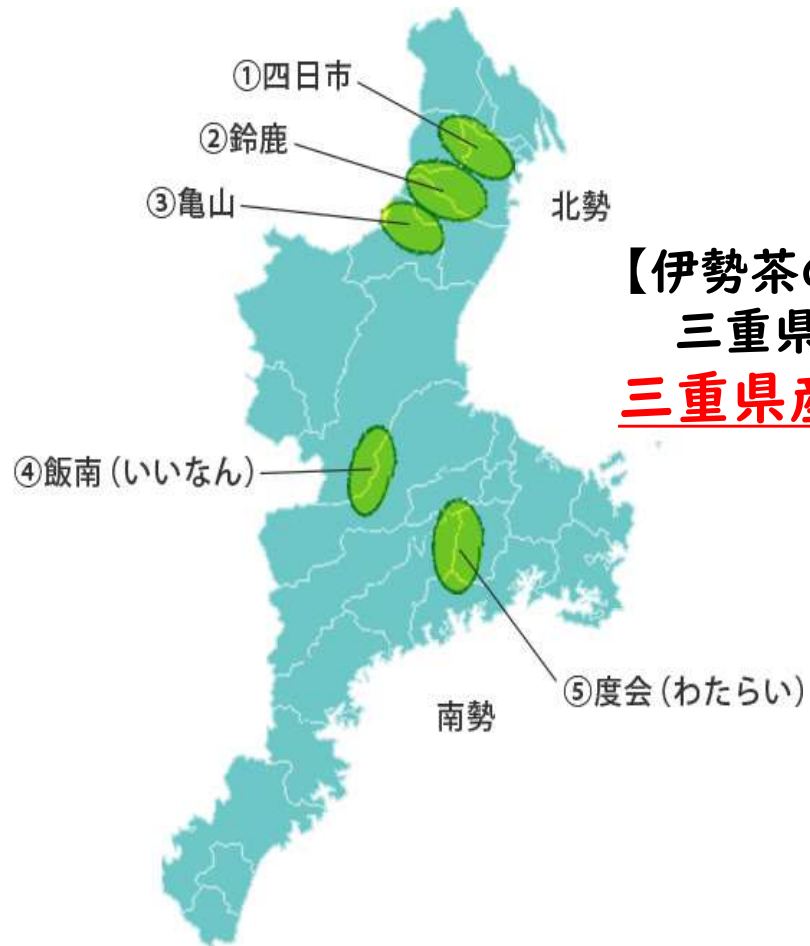 ①四日市
②鈴鹿
③亀山
北勢
【伊勢茶の
三重県
三重県産
④飯南(いいなん)
⑤度会(わたらい)
南勢